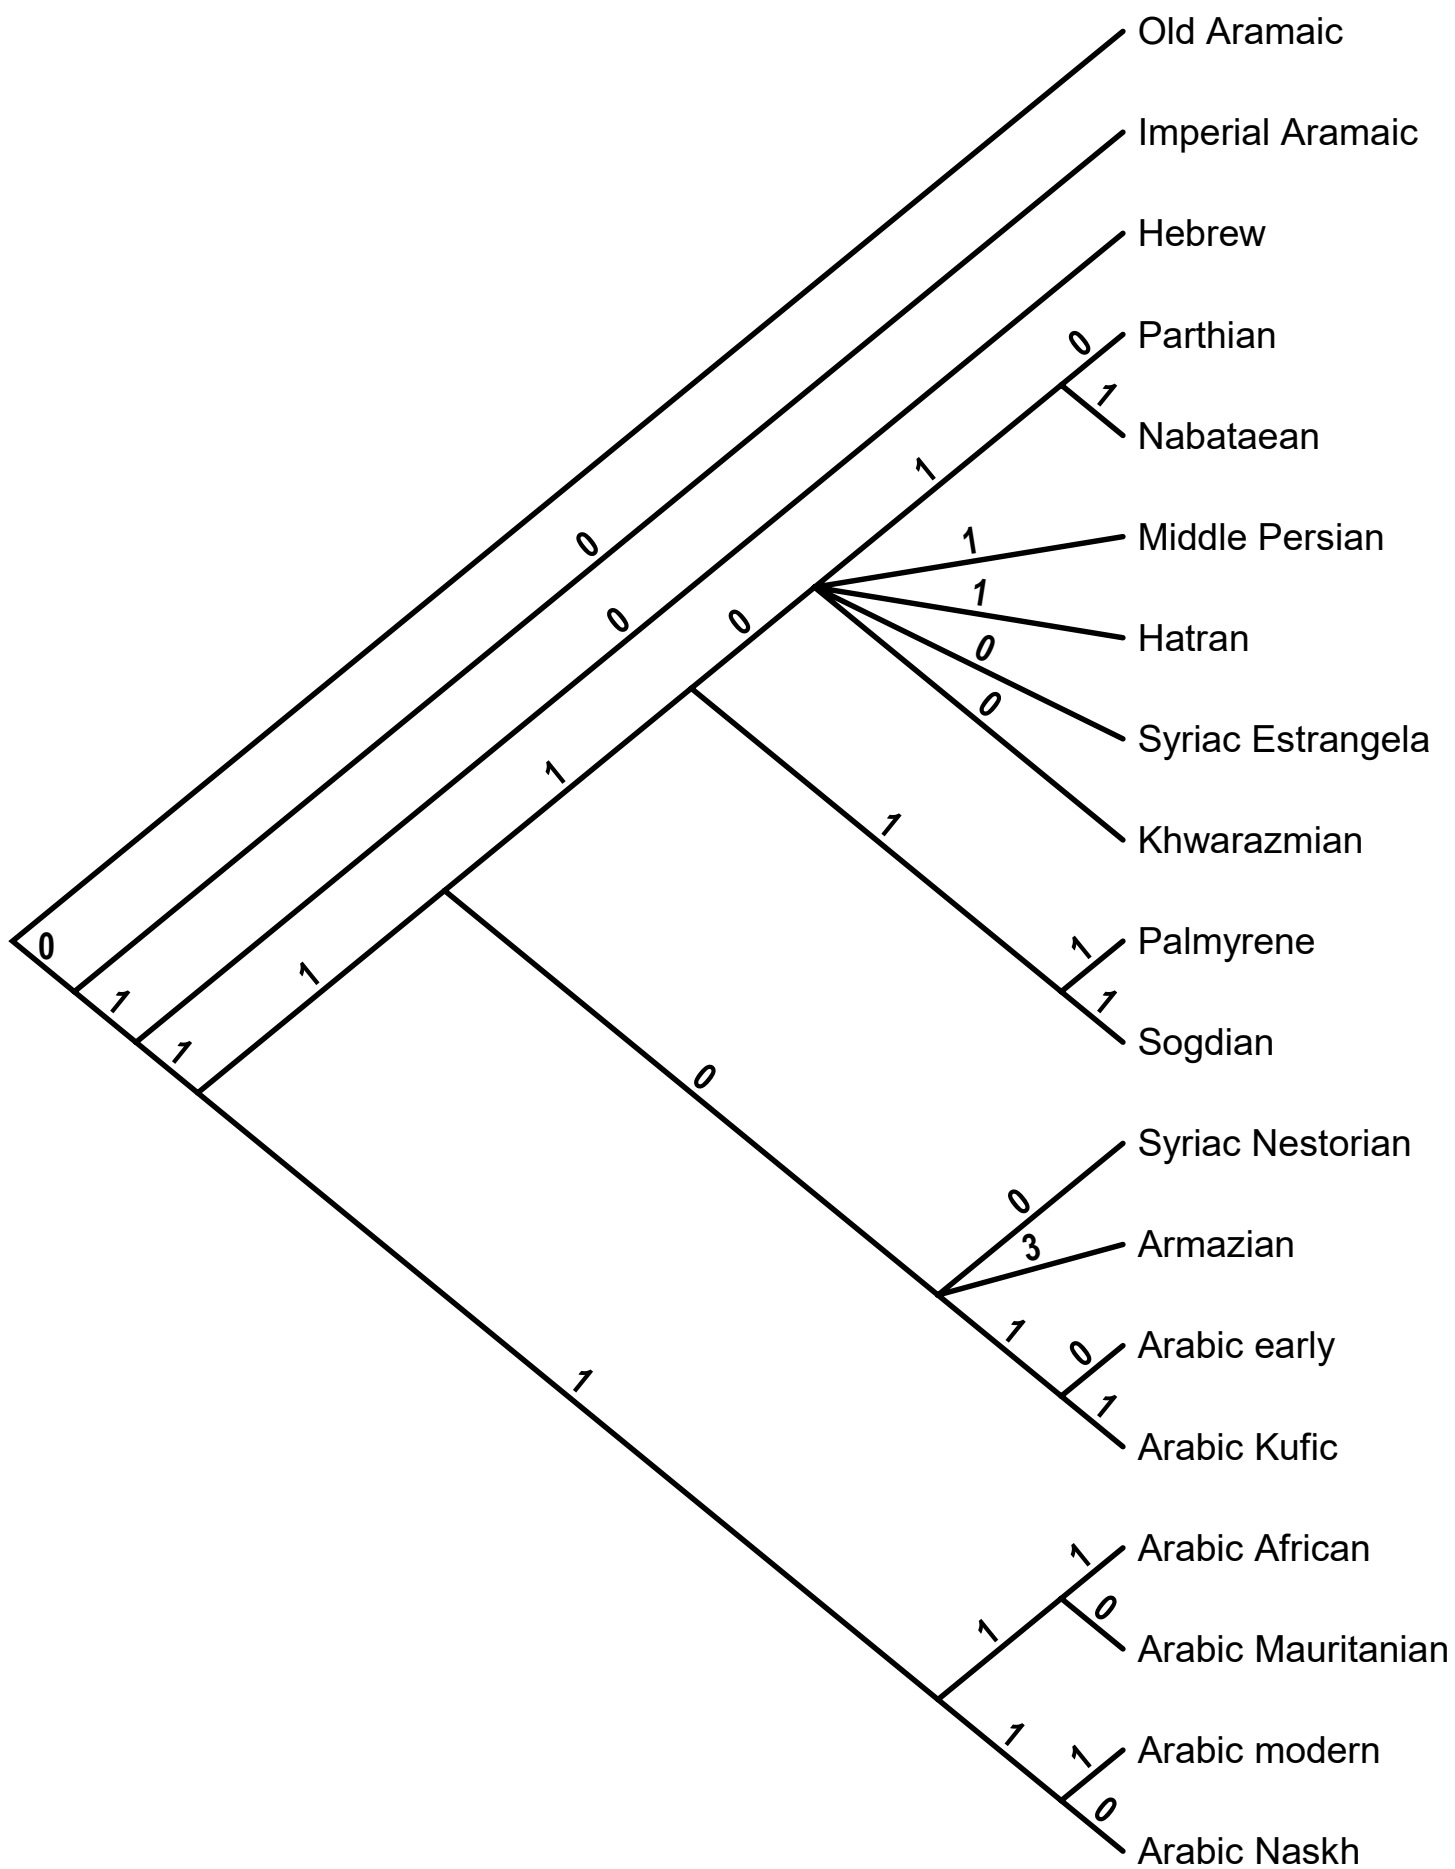 Old Aramaic
Imperial Aramaic
Hebrew
0
Parthian
1
Nabataean
1
1
Middle Persian
0
1
Hatran
0
0
0
Syriac Estrangela
0
1
1
Khwarazmian
0
1
1
Palmyrene
1
1
1
Sogdian
0
Syriac Nestorian
0
3
Armazian
1
0
Arabic early
1
1
Arabic Kufic
1
Arabic African
1
0
Arabic Mauritanian
1
1
Arabic modern
0
Arabic Naskh